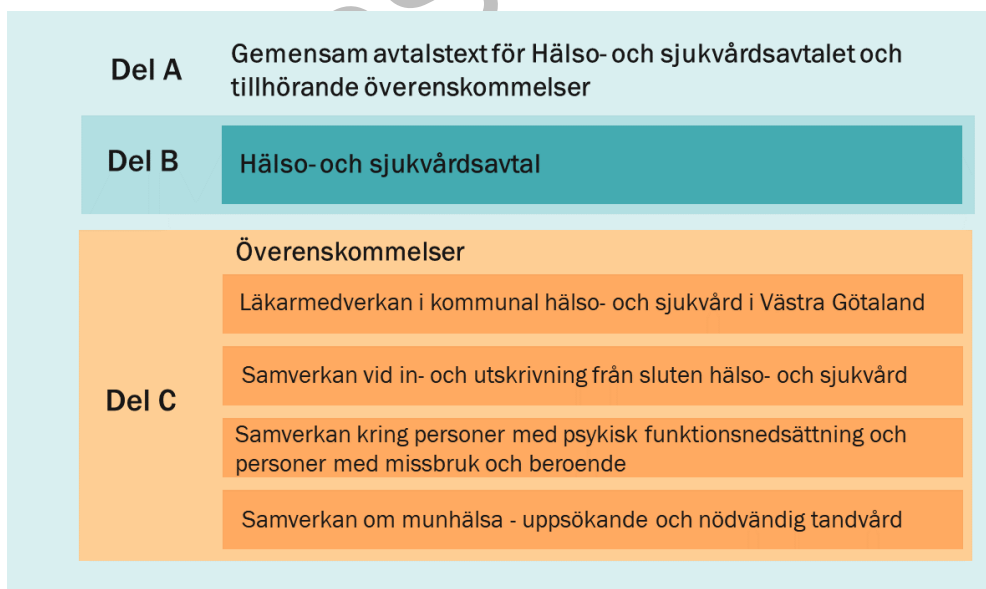 Del A
Gemensam avtalstext för Hälso- och sjukvårdsavtalet och
tillhörande överenskommelser
Del B
Hälso- och sjukvårdsavtal
Del C
Överenskommelser
Läkarmedverkan i kommunal hälso- och sjukvård i Västra Götaland
Samverkan vid in- och utskrivning från sluten hälso- och sjukvård
Samverkan kring personer med psykisk funktionsnedsättning och
personer med missbruk och beroende
Samverkan om munhälsa - uppsökande och nödvändig tandvård